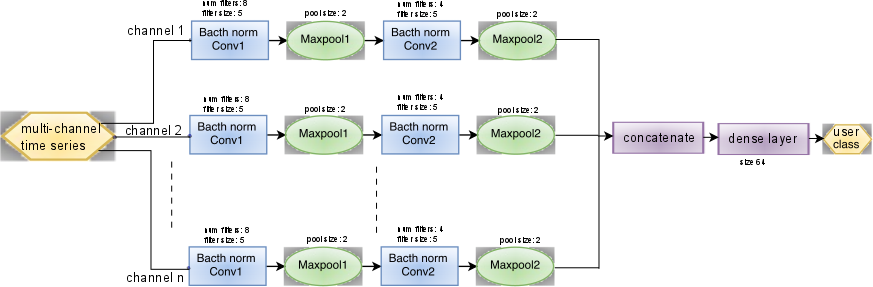 num filters: 8
filter size: 5
pool size: 2
num filters: 4
filter size: 5
pool size: 2
channel 1
Bacth norm
Conv1
Maxpool1
Bacth norm
Conv2
Maxpool2
num filters: 8
filter size: 5
pool size: 2
num filters: 4
filter size: 5
pool size: 2
multi-channel
time series
channel 2
Bacth norm
Conv1
Maxpool1
Bacth norm
Conv2
Maxpool2
concatenate
dense layer
size 64
user
class
num filters: 8
filter size: 5
pool size: 2
num filters: 4
filter size: 5
pool size: 2
channel n
Bacth norm
Conv1
Maxpool1
Bacth norm
Conv2
Maxpool2